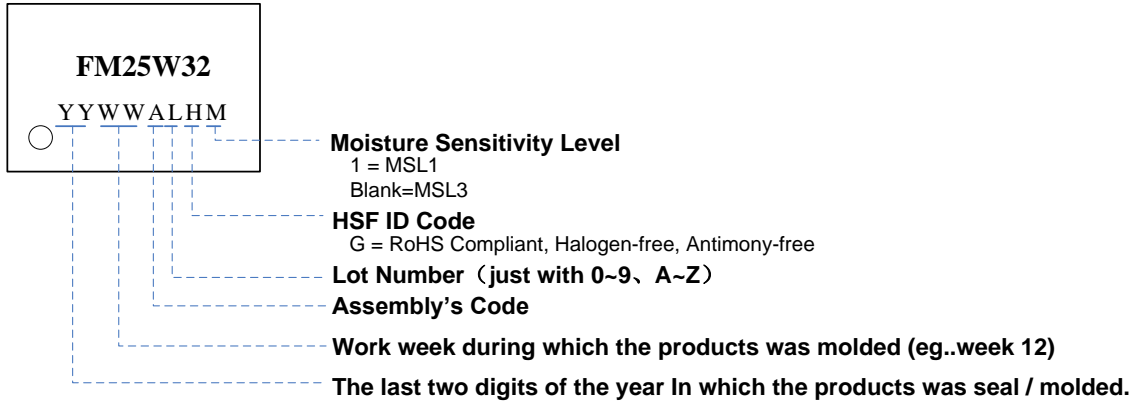 FM25W32
YYWWALHM
Moisture Sensitivity Level
1 = MSL1
Blank=MSL3
HSF ID Code
G = RoHS Compliant, Halogen-free, Antimony-free
Lot Number（just with 0~9、A~Z）
Assembly’s Code
Work week during which the products was molded (eg..week 12)
The last two digits of the year In which the products was seal / molded.